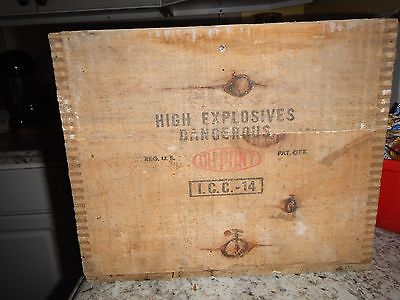 HIGH EXPLOSIVES
DANGEROUS
REG. U.S. DU PONT PAT. OFF.
I.C.C.-14